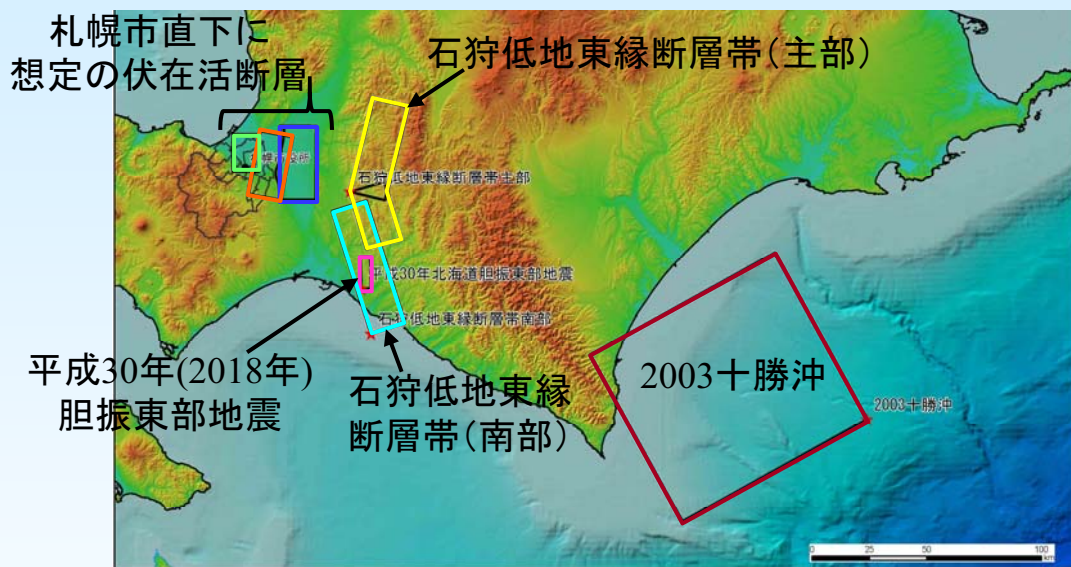 札幌市直下に
想定の伏在活断層
石狩低地東縁断層帯(主部)
石狩低地東縁断層帯主部
平成30年北海道胆振東部地震
石狩低地東縁断層帯南部
平成30年(2018年)
胆振東部地震
石狩低地東縁
断層帯(南部)
2003十勝沖
2003十勝沖
0 25 50 100
km